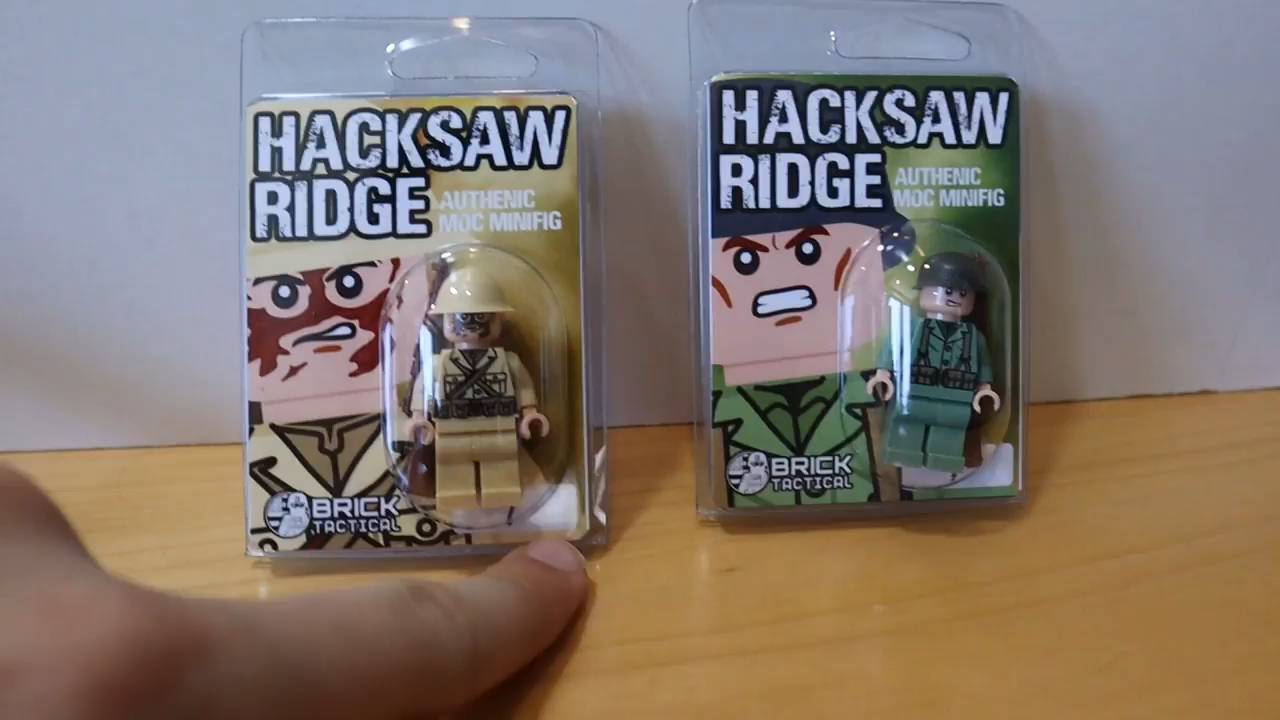 HACKSAW
RIDGE
AUTHENIC
MOC MINIFIG
BRICK
TACTICAL
HACKSAW
RIDGE
AUTHENIC
MOC MINIFIG
BRICK
TACTICAL